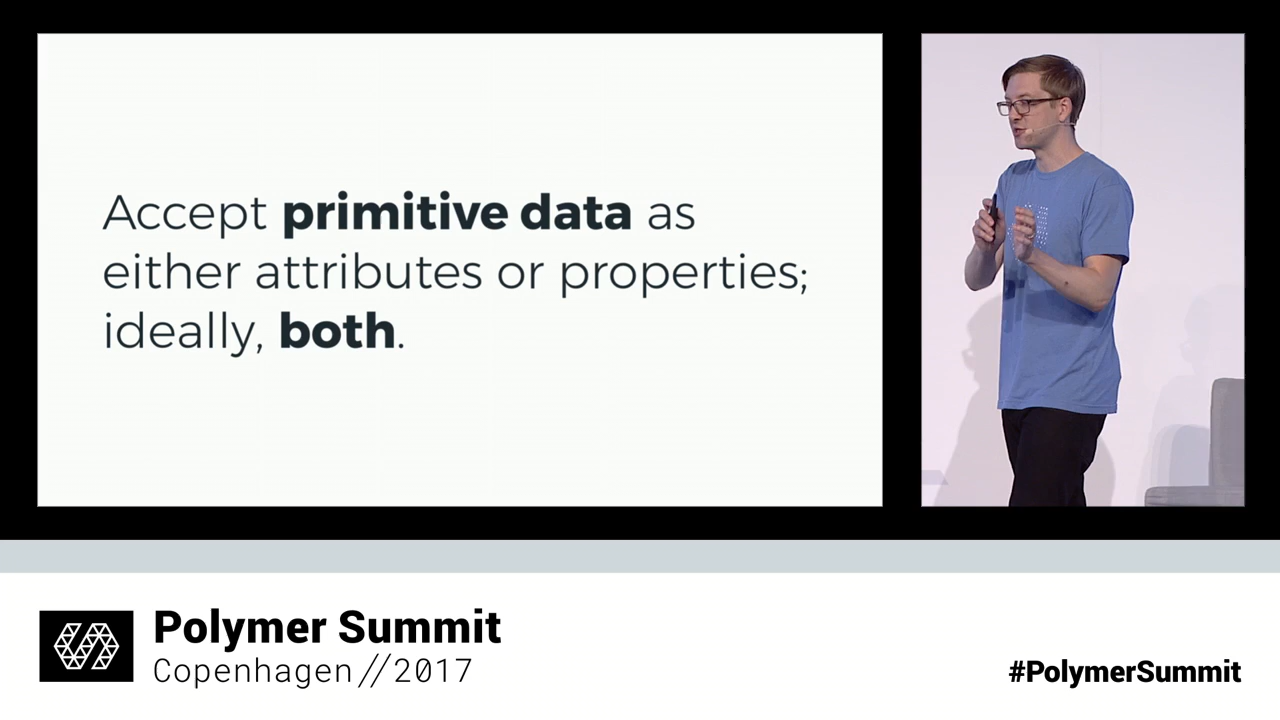 Accept primitive data as
either attributes or properties;
ideally, both.
Polymer Summit
Copenhagen//2017
#PolymerSummit